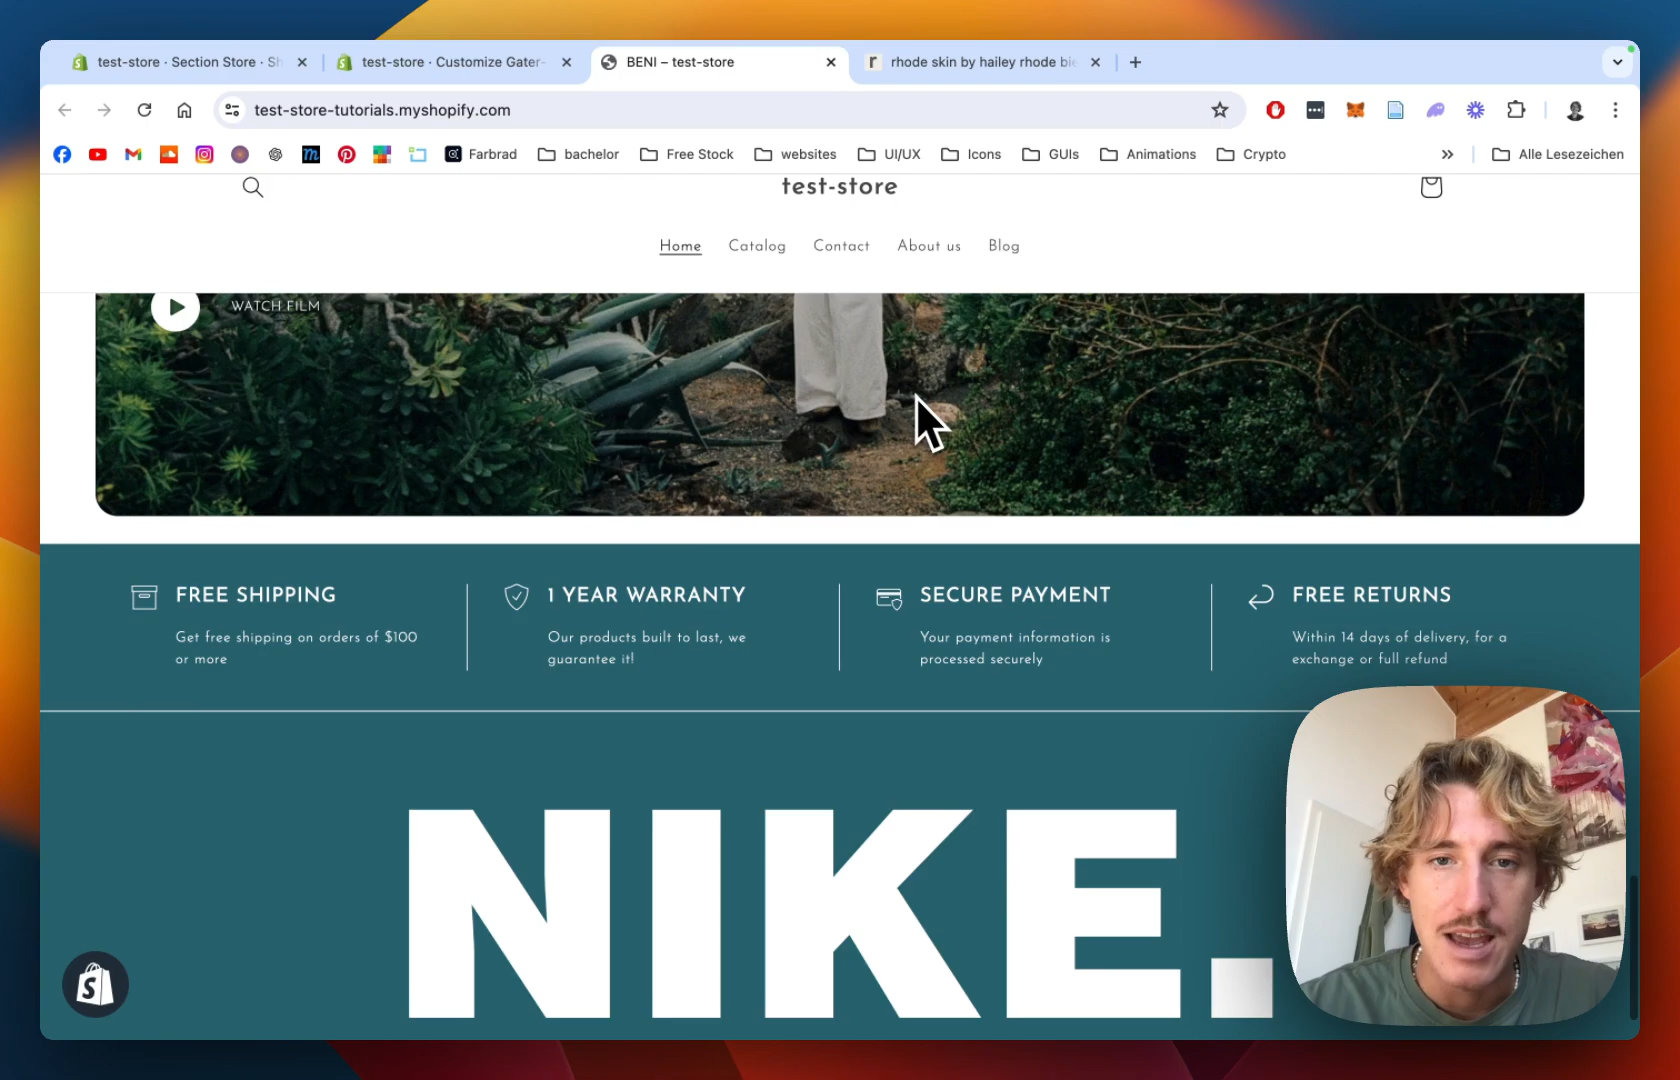 test-store · Section Store · Sh
test-store · Customize Gater-
BENI – test-store
rhode skin by hailey rhode bie
test-store-tutorials.myshopify.com
Farbrad
bachelor
Free Stock
websites
UI/UX
Icons
GUIs
Animations
Crypto
»
Alle Lesezeichen
test-store
Home
Catalog
Contact
About us
Blog
WATCH FILM
FREE SHIPPING
Get free shipping on orders of $100
or more
1 YEAR WARRANTY
Our products built to last, we
guarantee it!
SECURE PAYMENT
Your payment information is
processed securely
FREE RETURNS
Within 14 days of delivery, for a
exchange or full refund
NIKE.